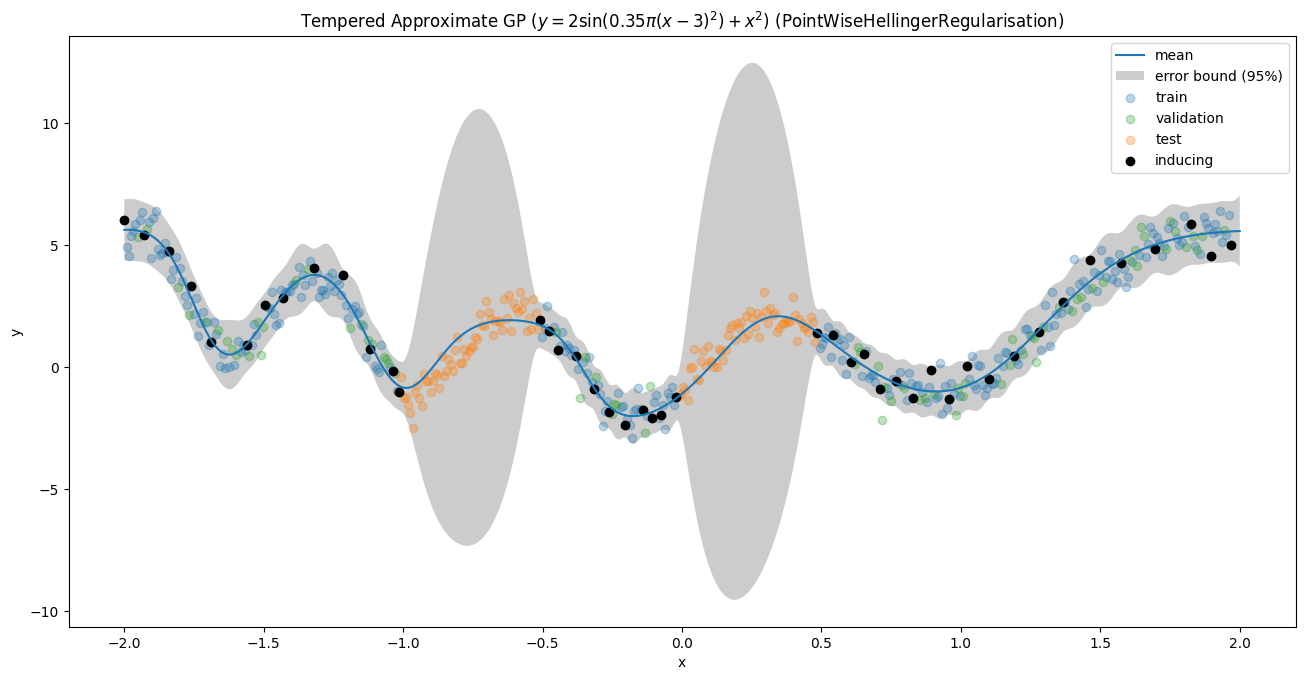 Tempered Approximate GP (y = 2sin(0.35π(x − 3)²) + x²) (PointWiseHellingerRegularisation)
mean
error bound (95%)
train
validation
test
inducing
y
10
5
0
−5
−10
−2.0 −1.5 −1.0 −0.5 0.0 0.5 1.0 1.5 2.0
x